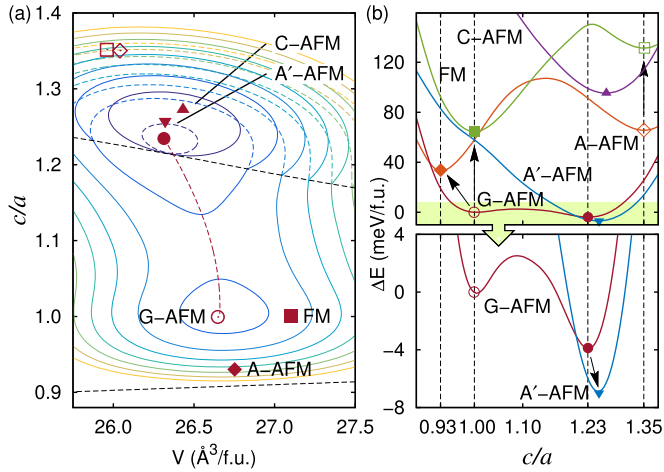 (a)
1.4
1.3
1.2
1.1
1.0
0.9
c/a
C−AFM
A′−AFM
G−AFM
FM
A−AFM
26.0
26.5
27.0
27.5
V (Å³/f.u.)
(b)
C−AFM
FM
120
80
40
0
A−AFM
A′−AFM
G−AFM
ΔE (meV/f.u.)
4
0
−4
−8
G−AFM
A′−AFM
0.93
1.00
1.10
1.23
1.35
c/a